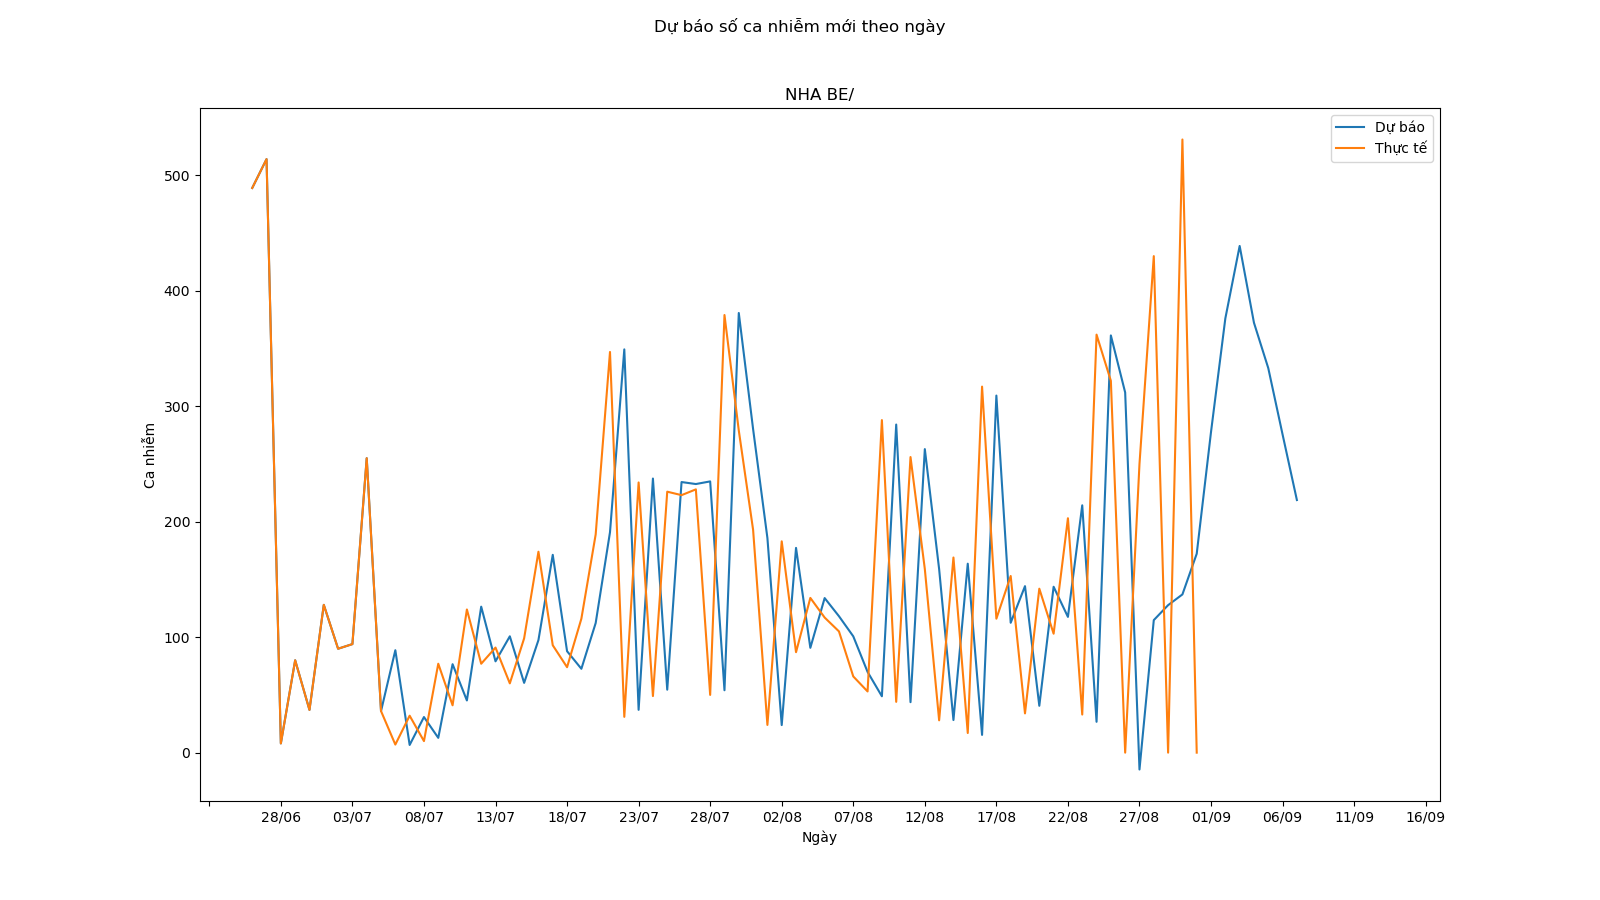 Dự báo số ca nhiễm mới theo ngày
NHA BE/
Dự báo
Thực tế
500
400
300
200
100
0
Ca nhiễm
28/06 03/07 08/07 13/07 18/07 23/07 28/07 02/08 07/08 12/08 17/08 22/08 27/08 01/09 06/09 11/09 16/09
Ngày